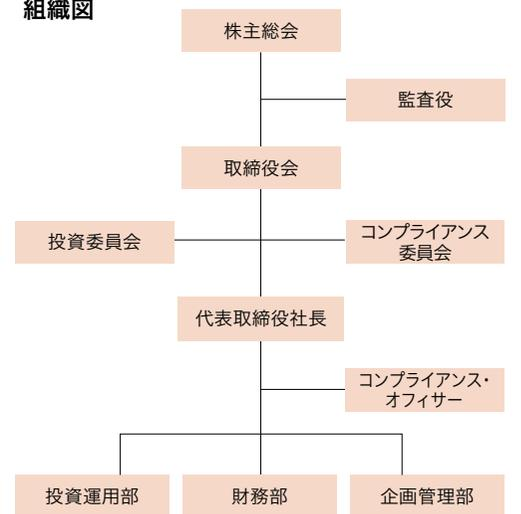 組織図
株主総会
監査役
取締役会
投資委員会
コンプライアンス
委員会
代表取締役社長
コンプライアンス・
オフィサー
投資運用部
財務部
企画管理部